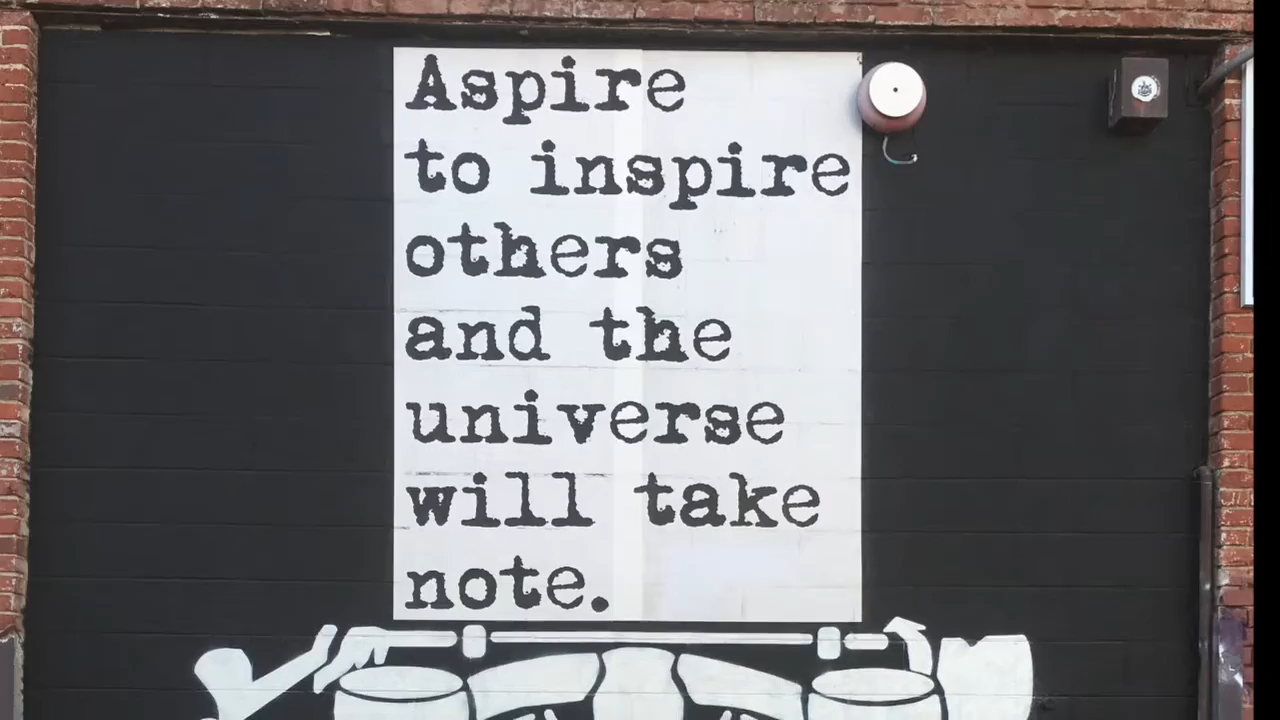 Aspire
to inspire
others
and the
universe
will take
note.